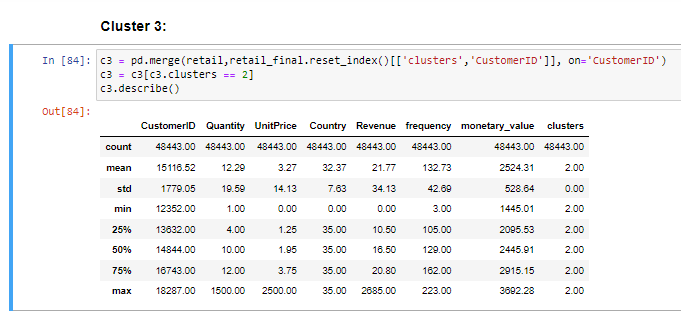 Cluster 3:
In [84]: c3 = pd.merge(retail,retail_final.reset_index()[['clusters','CustomerID']], on='CustomerID')
c3 = c3[c3.clusters == 2]
c3.describe()
Out[84]:
CustomerID Quantity UnitPrice Country Revenue frequency monetary_value clusters
count 48443.00 48443.00 48443.00 48443.00 48443.00 48443.00 48443.00 48443.00
mean 15116.52 12.29 3.27 32.37 21.77 132.73 2524.31 2.00
std 1779.05 19.59 14.13 7.63 34.13 42.69 528.64 0.00
min 12352.00 1.00 0.00 0.00 0.00 3.00 1445.01 2.00
25% 13632.00 4.00 1.25 35.00 10.50 105.00 2095.53 2.00
50% 14844.00 10.00 1.95 35.00 16.50 129.00 2445.91 2.00
75% 16743.00 12.00 3.75 35.00 20.80 162.00 2915.15 2.00
max 18287.00 1500.00 2500.00 35.00 2685.00 223.00 3692.28 2.00